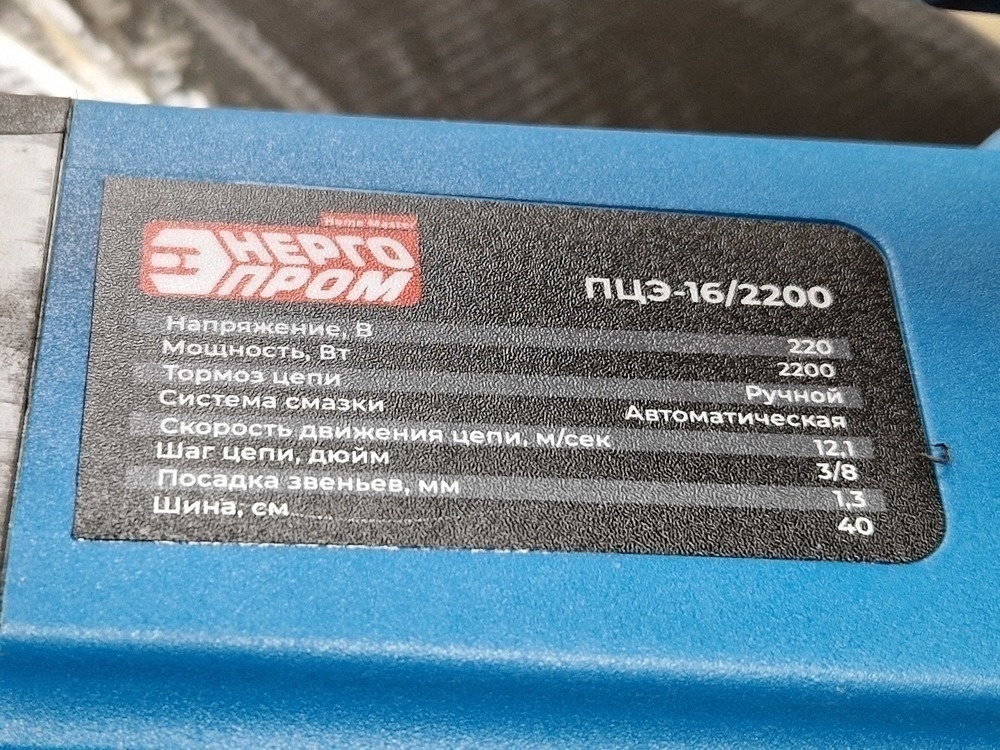 Home Master
ЭНЕРГО
ПРОМ
ПЦЭ-16/2200
Напряжение, В 220
Мощность, Вт 2200
Тормоз цепи Ручной
Система смазки Автоматическая
Скорость движения цепи, м/сек 12,1
Шаг цепи, дюйм 3/8
Посадка звеньев, мм 1,3
Шина, см 40